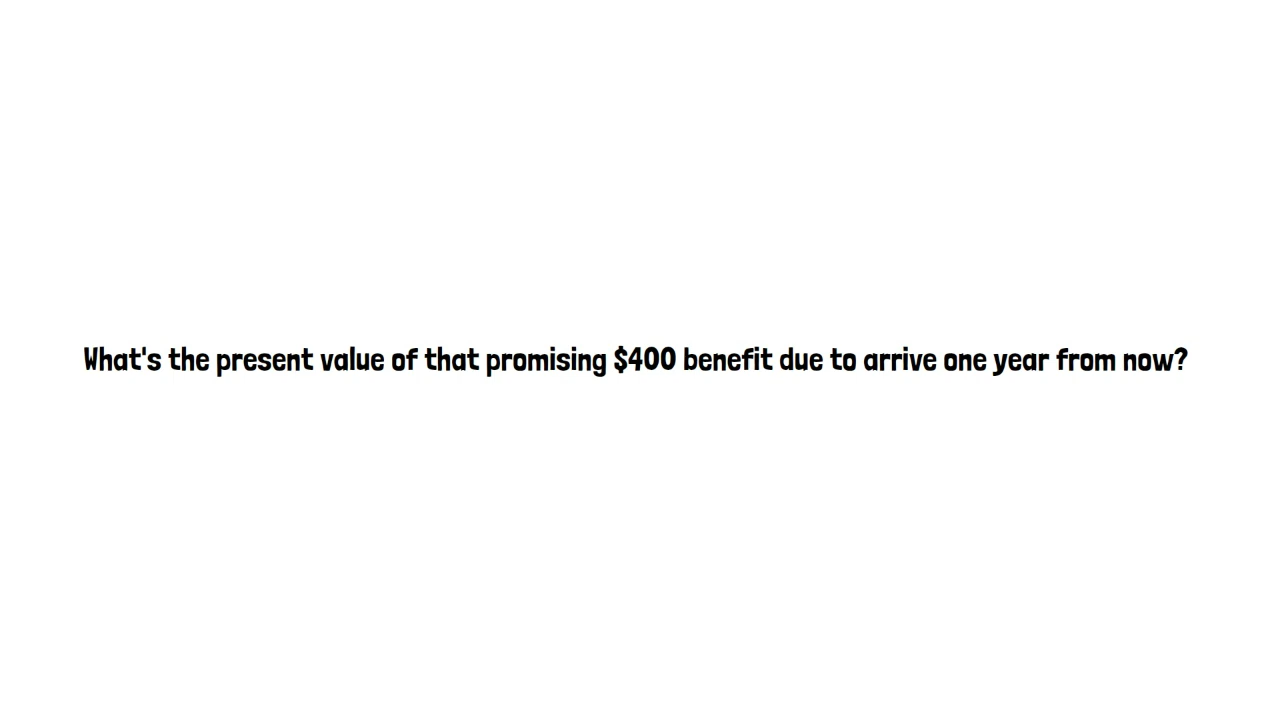 What's the present value of that promising $400 benefit due to arrive one year from now?